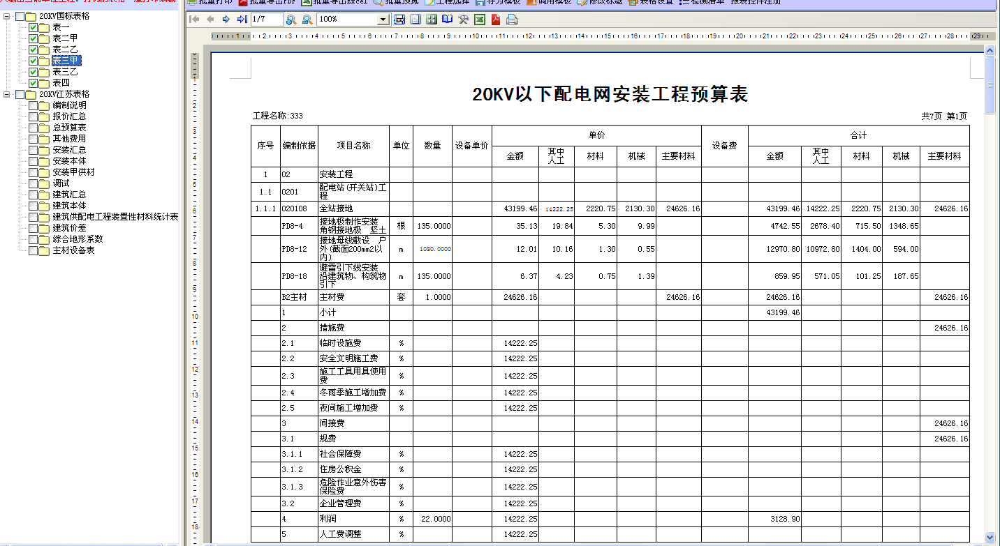 批量打印 批量导出PDF 批量导出Excel 批量预览 工程选择 存为模板 调用模板 修改标题 表格设置 三检测清单 报表控件注册
1/7 100%
20KV国标表格
表一
表二甲
表二乙
表三甲
表三乙
表四
20KV江苏表格
编制说明
报价汇总
总预算表
其他费用
安装汇总
安装本体
安装甲供材
调试
建筑汇总
建筑本体
建筑供配电工程装置性材料统计表
建筑价差
综合地形系数
主材设备表
20KV以下配电网安装工程预算表
工程名称:333 共7页 第1页
序号 编制依据 项目名称 单位 数量 设备单价 单价 设备费 合计
金额 其中人工 材料 机械 主要材料 金额 其中人工 材料 机械 主要材料
1 02 安装工程
1.1 0201 配电站(开关站)工程
1.1.1 020108 全站接地 43199.46 14222.25 2220.75 2130.30 24626.16 43199.46 14222.25 2220.75 2130.30 24626.16
PD8-4 接地极制作安装 角钢接地极 坚土 根 135.0000 35.13 19.84 5.30 9.99 4742.55 2678.40 715.50 1348.65
PD8-12 接地母线敷设 户外(截面200mm2以内) m 1080.0000 12.01 10.16 1.30 0.55 12970.80 10972.80 1404.00 594.00
PD8-18 避雷引下线安装 沿建筑物、构筑物引下 m 135.0000 6.37 4.23 0.75 1.39 859.95 571.05 101.25 187.65
B2主材 主材费 套 1.0000 24626.16 24626.16 24626.16 24626.16
1 小计 43199.46
2 措施费 24626.16
2.1 临时设施费 % 14222.25
2.2 安全文明施工费 % 14222.25
2.3 施工工具用具使用费 % 14222.25
2.4 冬雨季施工增加费 % 14222.25
2.5 夜间施工增加费 % 14222.25
3 间接费 24626.16
3.1 规费 24626.16
3.1.1 社会保障费 % 14222.25
3.1.2 住房公积金 % 14222.25
3.1.3 危险作业意外伤害保险费 % 14222.25
3.2 企业管理费 % 14222.25
4 利润 % 22.0000 14222.25 3128.90
5 人工费调整 % 14222.25